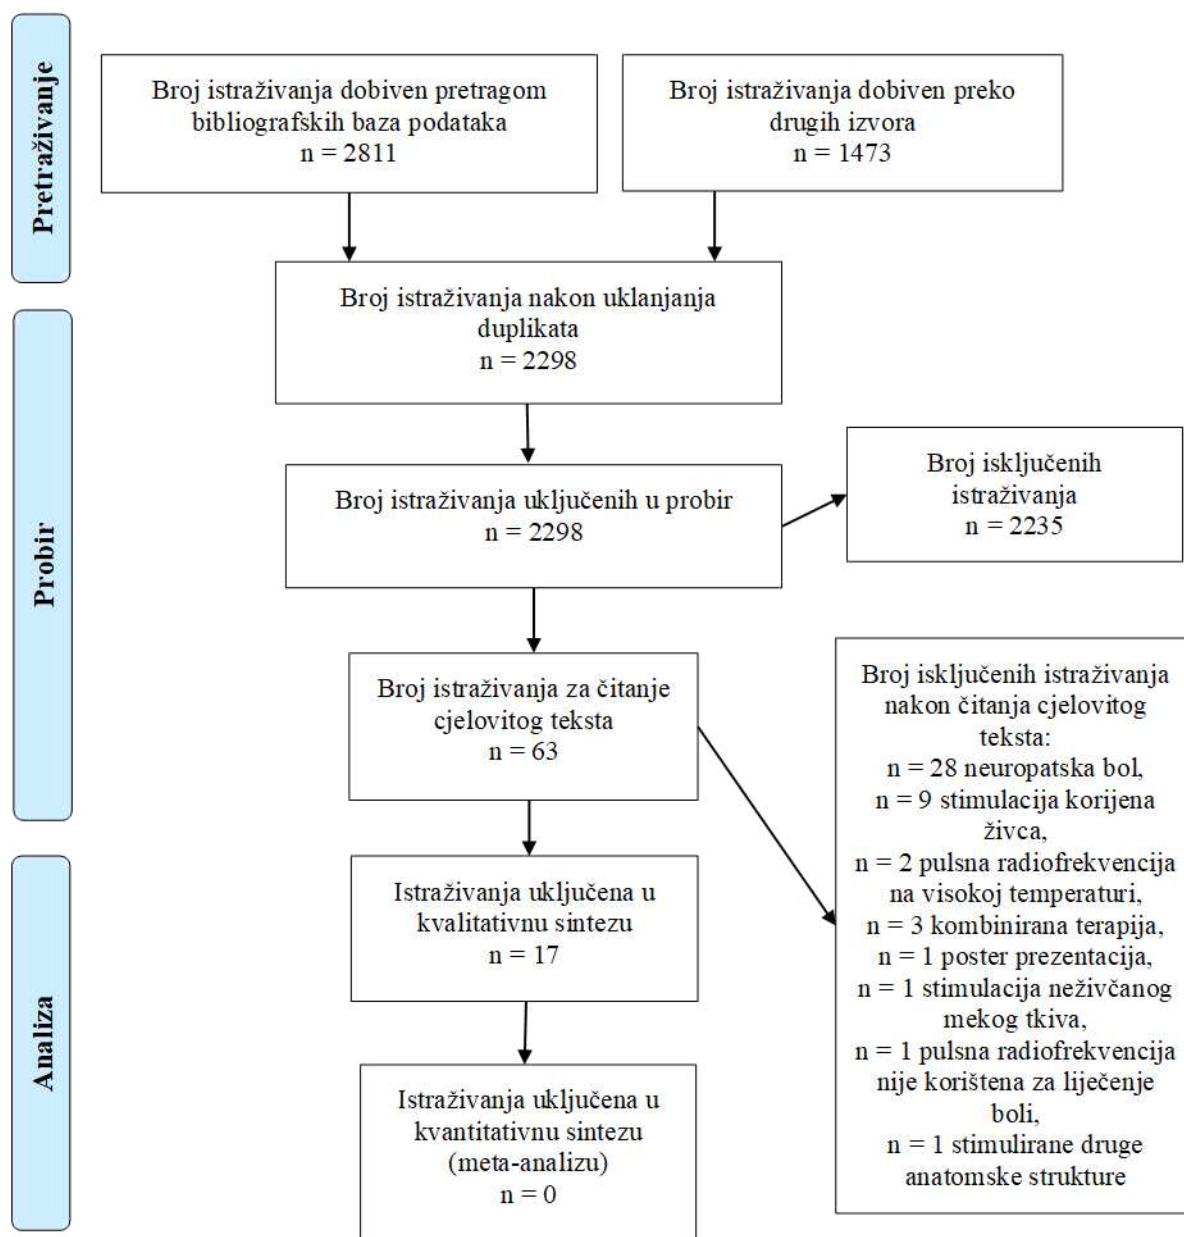 Pretraživanje
Broj istraživanja dobiven pretragom
bibliografskih baza podataka
n = 2811
Broj istraživanja dobiven preko
drugih izvora
n = 1473
Broj istraživanja nakon uklanjanja
duplikata
n = 2298
Probir
Broj istraživanja uključenih u probir
n = 2298
Broj isključenih
istraživanja
n = 2235
Broj istraživanja za čitanje
cjelovitog teksta
n = 63
Broj isključenih istraživanja
nakon čitanja cjelovitog
teksta:
n = 28 neuropatska bol,
n = 9 stimulacija korijena
živca,
n = 2 pulsna radiofrekvencija
na visokoj temperaturi,
n = 3 kombinirana terapija,
n = 1 poster prezentacija,
n = 1 stimulacija neživčanog
mekog tkiva,
n = 1 pulsna radiofrekvencija
nije korištena za liječenje
boli,
n = 1 stimulirane druge
anatomske strukture
Analiza
Istraživanja uključena u
kvalitativnu sintezu
n = 17
Istraživanja uključena u
kvantitativnu sintezu
(meta-analizu)
n = 0